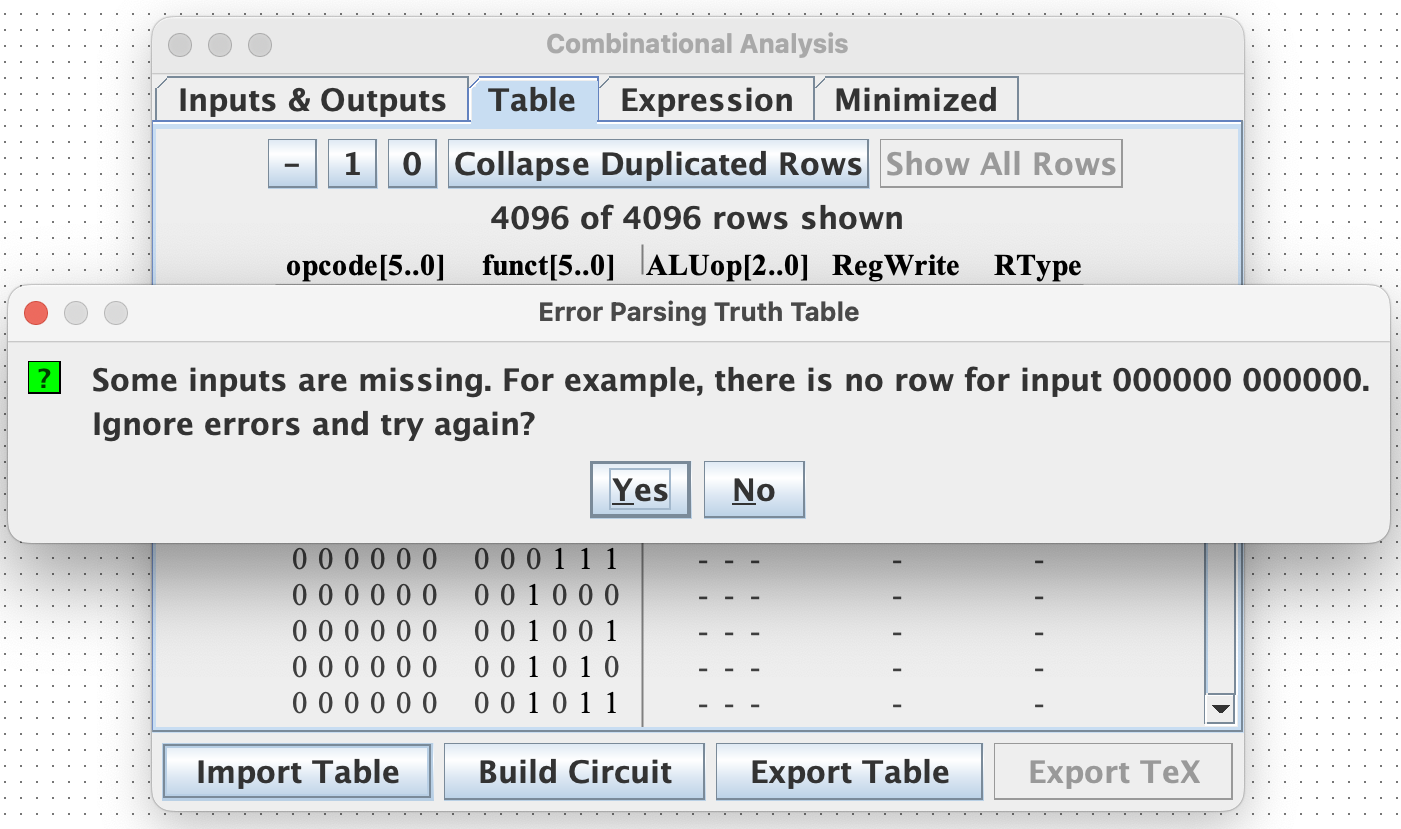 Combinational Analysis
Inputs & Outputs Table Expression Minimized
- 1 0 Collapse Duplicated Rows Show All Rows
4096 of 4096 rows shown
opcode[5..0] funct[5..0] ALUop[2..0] RegWrite RType
Error Parsing Truth Table
? Some inputs are missing. For example, there is no row for input 000000 000000.
Ignore errors and try again?
Yes No
0 0 0 0 0 0 0 0 0 1 1 1 - - - - -
0 0 0 0 0 0 0 0 1 0 0 0 - - - - -
0 0 0 0 0 0 0 0 1 0 0 1 - - - - -
0 0 0 0 0 0 0 0 1 0 1 0 - - - - -
0 0 0 0 0 0 0 0 1 0 1 1 - - - - -
Import Table Build Circuit Export Table Export TeX